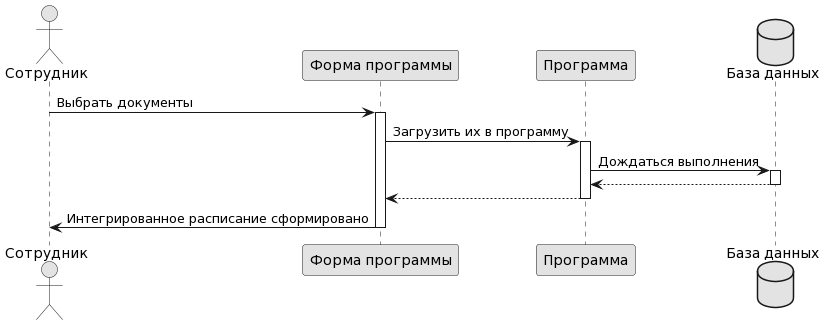 Сотрудник
Форма программы
Программа
База данных
Выбрать документы
Загрузить их в программу
Дождаться выполнения
Интегрированное расписание сформировано
Сотрудник
Форма программы
Программа
База данных